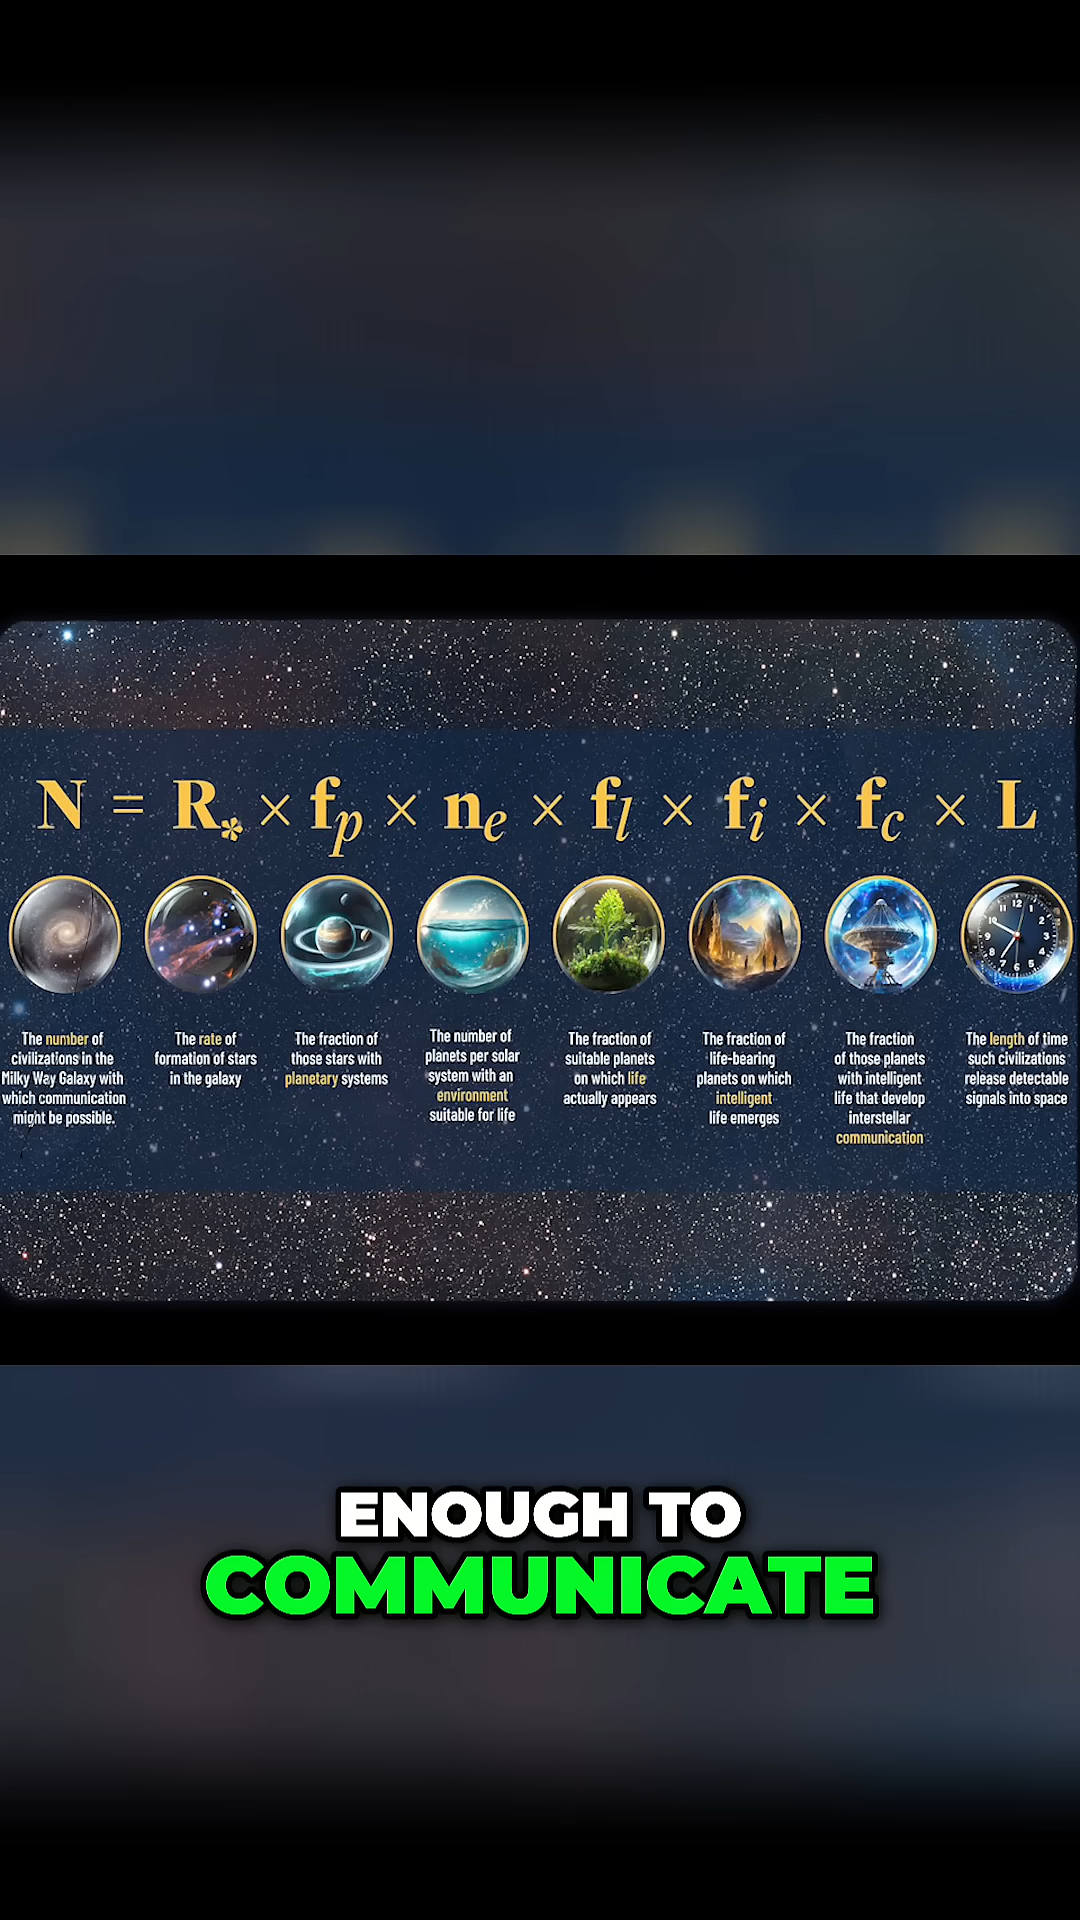 N = R* × fp × ne × fl × fi × fc × L
The number of
civilizations in the
Milky Way Galaxy with
which communication
might be possible.
The rate of
formation of stars
in the galaxy
The fraction of
those stars with
planetary systems
The number of
planets per solar
system with an
environment
suitable for life
The fraction of
suitable planets
on which life
actually appears
The fraction of
life-bearing
planets on which
intelligent
life emerges
The fraction
of those planets
with intelligent
life that develop
interstellar
communication
The length of time
such civilizations
release detectable
signals into space
ENOUGH TO
COMMUNICATE